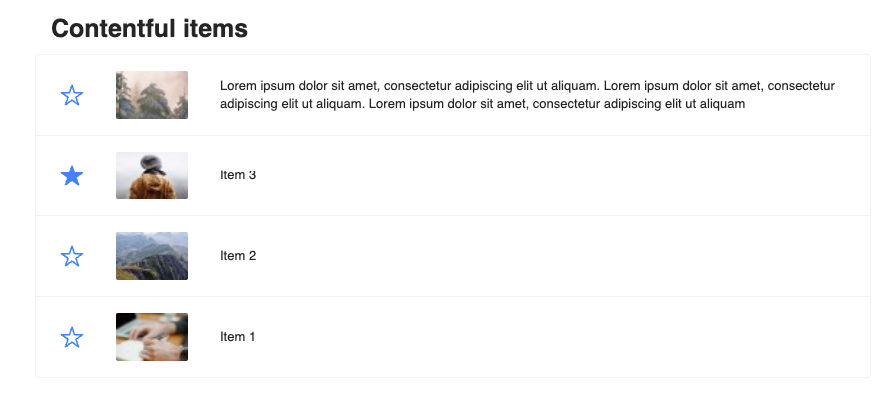 Contentful items
Lorem ipsum dolor sit amet, consectetur adipiscing elit ut aliquam. Lorem ipsum dolor sit amet, consectetur
adipiscing elit ut aliquam. Lorem ipsum dolor sit amet, consectetur adipiscing elit ut aliquam
Item 3
Item 2
Item 1